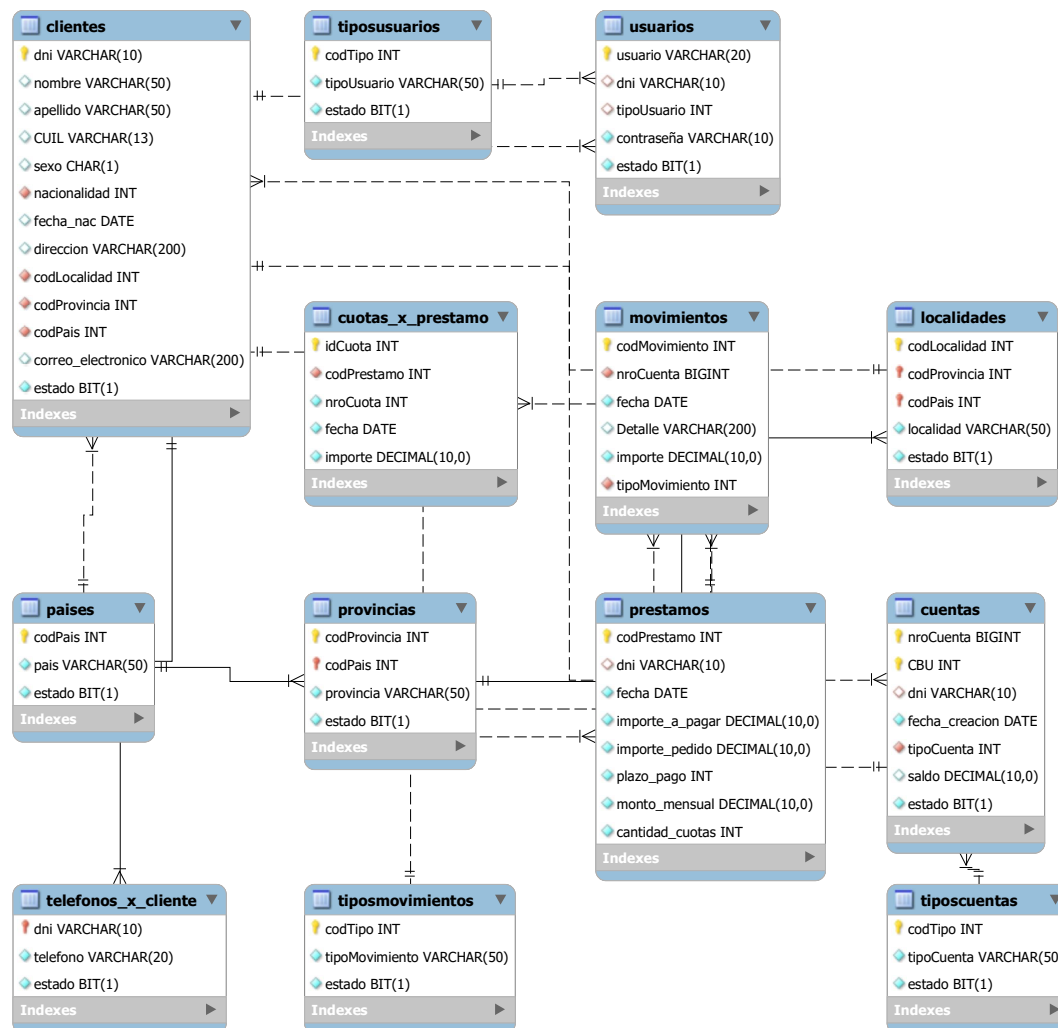 clientes
dni VARCHAR(10)
nombre VARCHAR(50)
apellido VARCHAR(50)
CUIL VARCHAR(13)
sexo CHAR(1)
nacionalidad INT
fecha_nac DATE
direccion VARCHAR(200)
codLocalidad INT
codProvincia INT
codPais INT
correo_electronico VARCHAR(200)
estado BIT(1)
Indexes
tiposusuarios
codTipo INT
tipoUsuario VARCHAR(50)
estado BIT(1)
Indexes
usuarios
usuario VARCHAR(20)
dni VARCHAR(10)
tipoUsuario INT
contraseña VARCHAR(10)
estado BIT(1)
Indexes
cuotas_x_prestamo
idCuota INT
codPrestamo INT
nroCuota INT
fecha DATE
importe DECIMAL(10,0)
Indexes
movimientos
codMovimiento INT
nroCuenta BIGINT
fecha DATE
Detalle VARCHAR(200)
importe DECIMAL(10,0)
tipoMovimiento INT
Indexes
localidades
codLocalidad INT
codProvincia INT
codPais INT
localidad VARCHAR(50)
estado BIT(1)
Indexes
paises
codPais INT
pais VARCHAR(50)
estado BIT(1)
Indexes
provincias
codProvincia INT
codPais INT
provincia VARCHAR(50)
estado BIT(1)
Indexes
prestamos
codPrestamo INT
dni VARCHAR(10)
fecha DATE
importe_a_pagar DECIMAL(10,0)
importe_pedido DECIMAL(10,0)
plazo_pago INT
monto_mensual DECIMAL(10,0)
cantidad_cuotas INT
Indexes
cuentas
nroCuenta BIGINT
CBU INT
dni VARCHAR(10)
fecha_creacion DATE
tipoCuenta INT
saldo DECIMAL(10,0)
estado BIT(1)
Indexes
telefonos_x_cliente
dni VARCHAR(10)
telefono VARCHAR(20)
estado BIT(1)
Indexes
tiposmovimientos
codTipo INT
tipoMovimiento VARCHAR(50)
estado BIT(1)
Indexes
tiposcuentas
codTipo INT
tipoCuenta VARCHAR(50
estado BIT(1)
Indexes